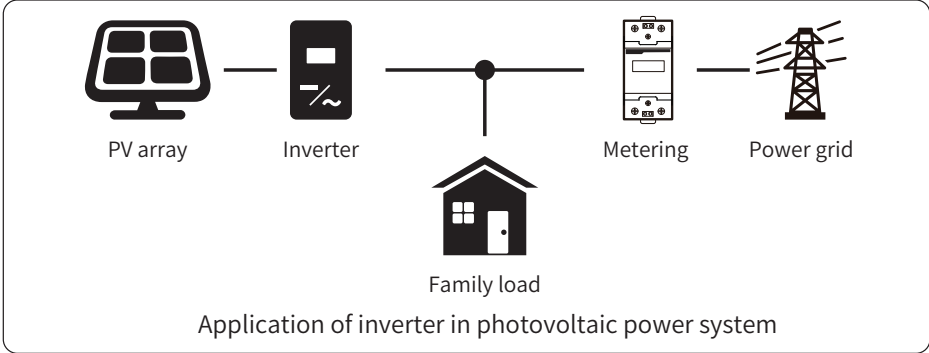 PV array
Inverter
Metering
Power grid
Family load
Application of inverter in photovoltaic power system